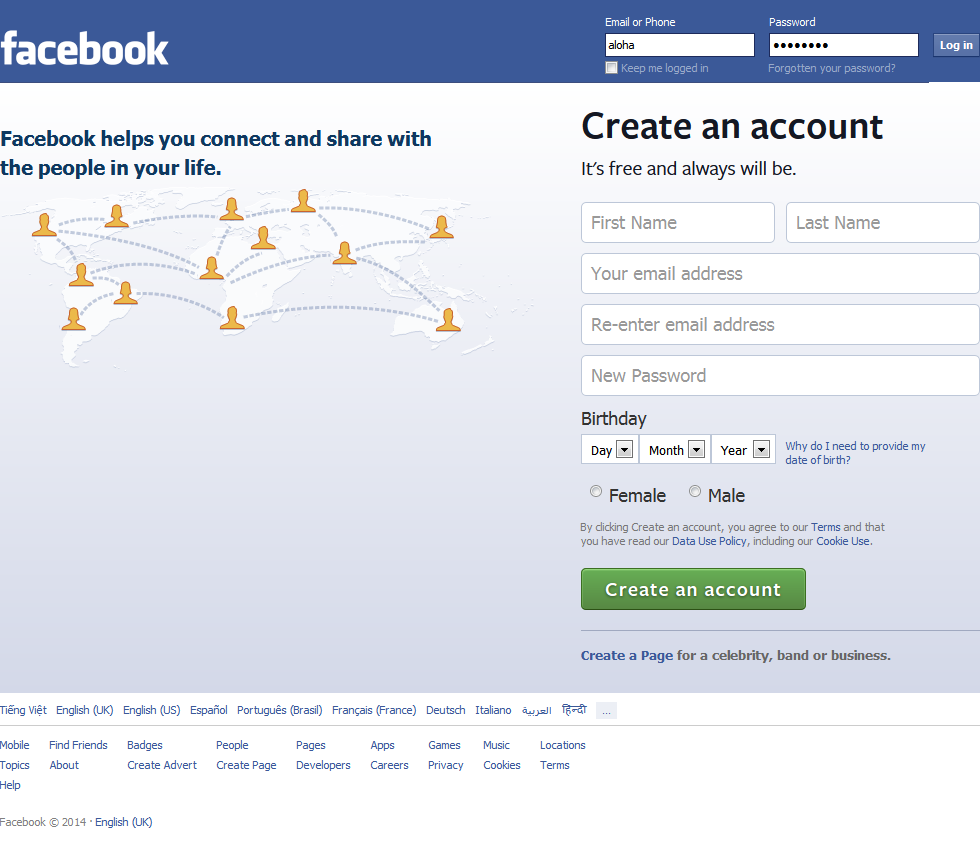 facebook
Email or Phone Password
aloha ●●●●●●●● Log in
Keep me logged in Forgotten your password?
Facebook helps you connect and share with
the people in your life.
Create an account
It's free and always will be.
First Name Last Name
Your email address
Re-enter email address
New Password
Birthday
Day Month Year Why do I need to provide my
date of birth?
Female Male
By clicking Create an account, you agree to our Terms and that
you have read our Data Use Policy, including our Cookie Use.
Create an account
Create a Page for a celebrity, band or business.
Tiếng Việt English (UK) English (US) Español Português (Brasil) Français (France) Deutsch Italiano العربية हिन्दी ...
Mobile Find Friends Badges People Pages Apps Games Music Locations
Topics About Create Advert Create Page Developers Careers Privacy Cookies Terms
Help
Facebook © 2014 · English (UK)